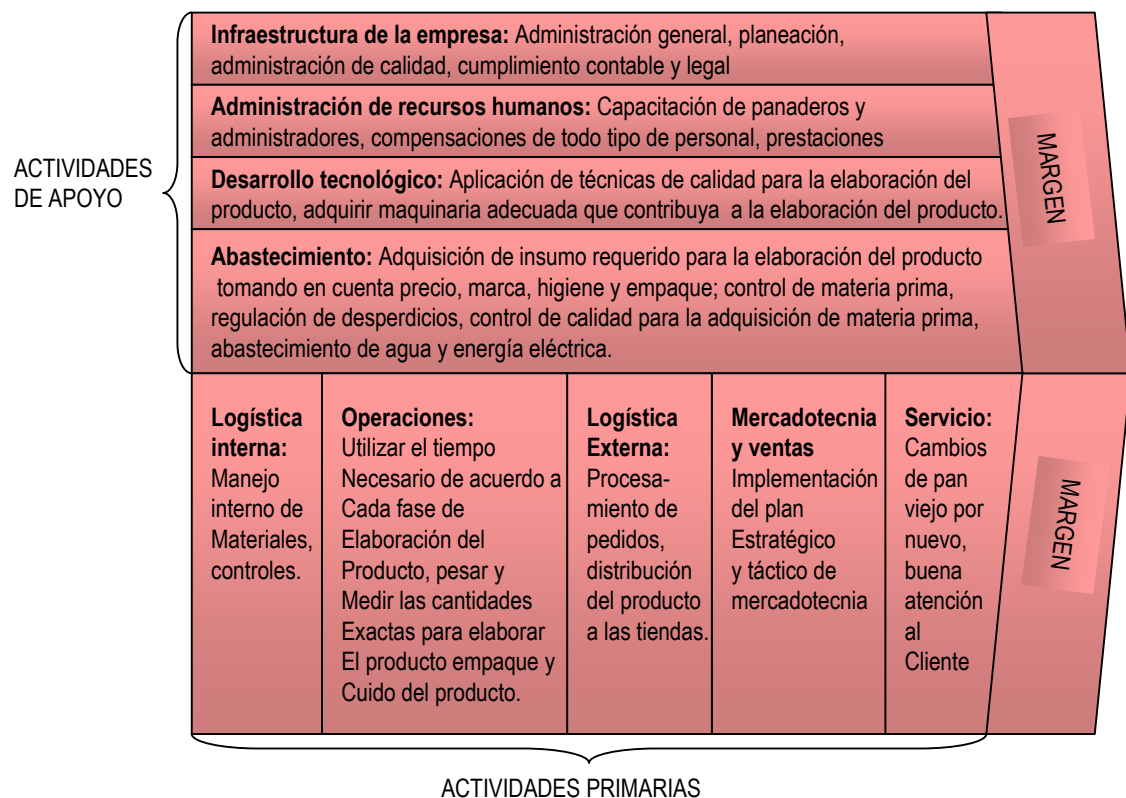 Infraestructura de la empresa: Administración general, planeación,
administración de calidad, cumplimiento contable y legal
Administración de recursos humanos: Capacitación de panaderos y
administradores, compensaciones de todo tipo de personal, prestaciones
ACTIVIDADES
DE APOYO
Desarrollo tecnológico: Aplicación de técnicas de calidad para la elaboración del
producto, adquirir maquinaria adecuada que contribuya a la elaboración del producto.
Abastecimiento: Adquisición de insumo requerido para la elaboración del producto
tomando en cuenta precio, marca, higiene y empaque; control de materia prima,
regulación de desperdicios, control de calidad para la adquisición de materia prima,
abastecimiento de agua y energía eléctrica.
MARGEN
Logística
interna:
Manejo
interno de
Materiales,
controles.
Operaciones:
Utilizar el tiempo
Necesario de acuerdo a
Cada fase de
Elaboración del
Producto, pesar y
Medir las cantidades
Exactas para elaborar
El producto empaque y
Cuido del producto.
Logística
Externa:
Procesa-
miento de
pedidos,
distribución
del producto
a las tiendas.
Mercadotecnia
y ventas
Implementación
del plan
Estratégico
y táctico de
mercadotecnia
Servicio:
Cambios
de pan
viejo por
nuevo,
buena
atención
al
Cliente
MARGEN
ACTIVIDADES PRIMARIAS